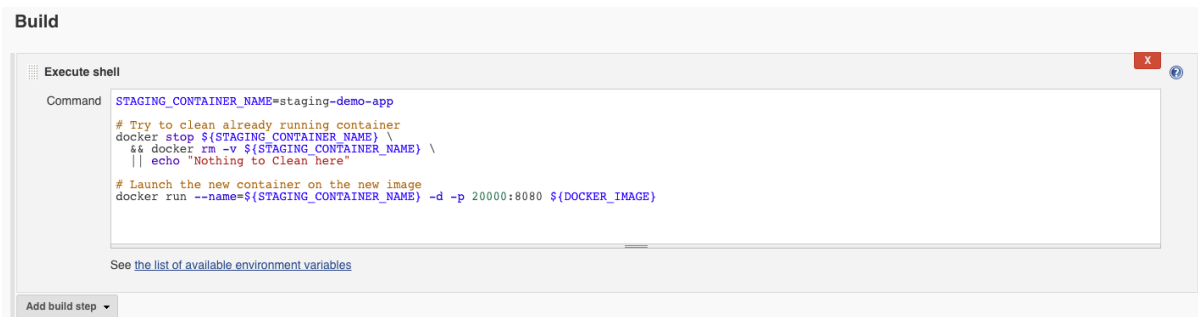 Build
X
Execute shell
?
Command
STAGING_CONTAINER_NAME=staging-demo-app
# Try to clean already running container
docker stop ${STAGING_CONTAINER_NAME} \
  && docker rm -v ${STAGING_CONTAINER_NAME} \
  || echo "Nothing to Clean here"
# Launch the new container on the new image
docker run --name=${STAGING_CONTAINER_NAME} -d -p 20000:8080 ${DOCKER_IMAGE}
See the list of available environment variables
Add build step